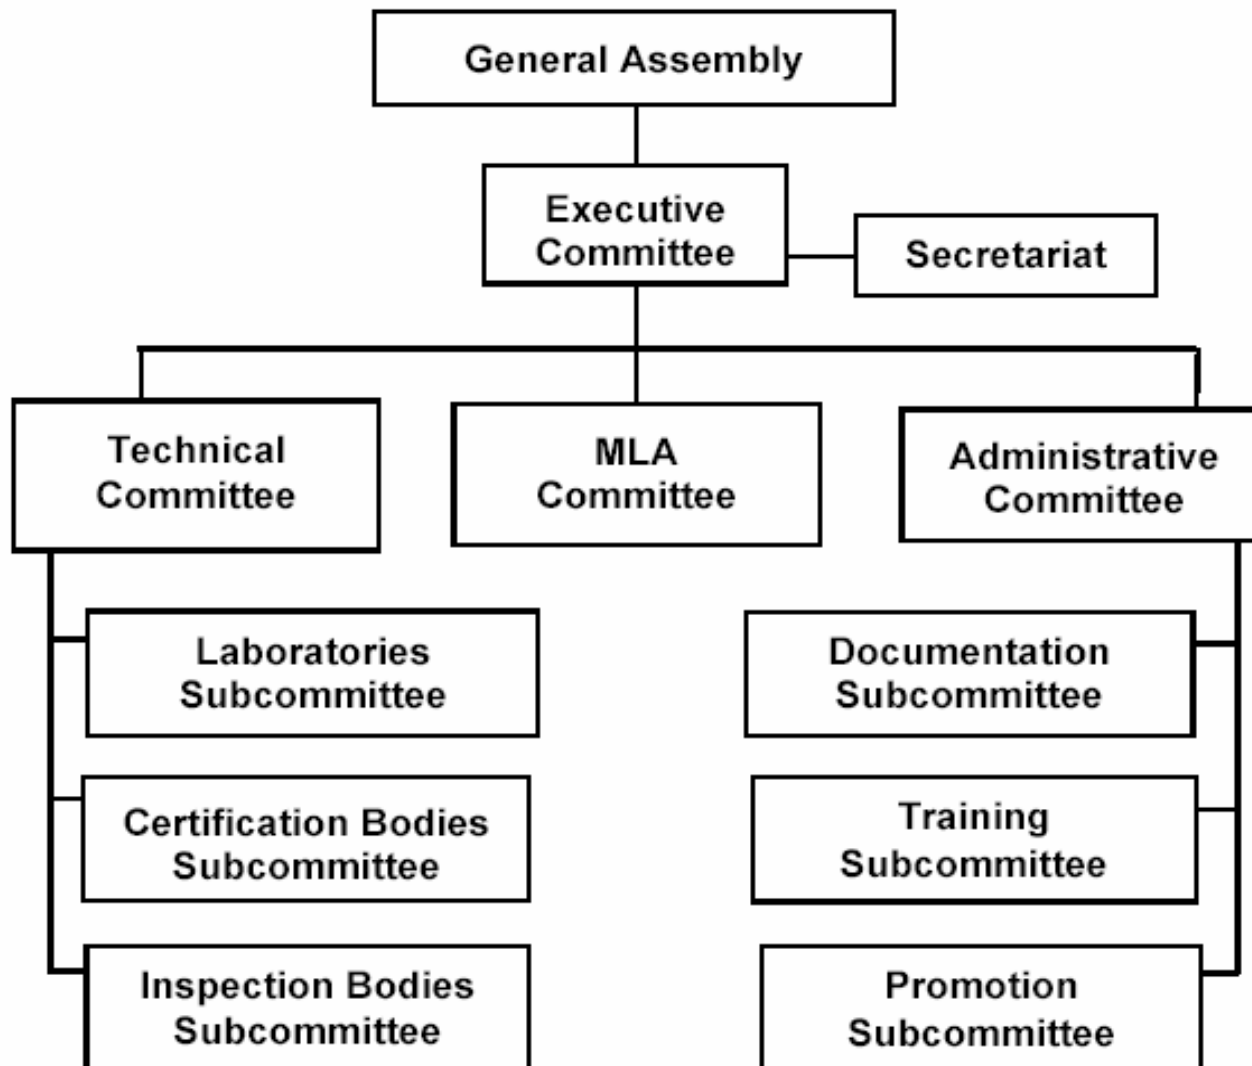 General Assembly
Executive
Committee
Secretariat
Technical
Committee
MLA
Committee
Administrative
Committee
Laboratories
Subcommittee
Documentation
Subcommittee
Certification Bodies
Subcommittee
Training
Subcommittee
Inspection Bodies
Subcommittee
Promotion
Subcommittee